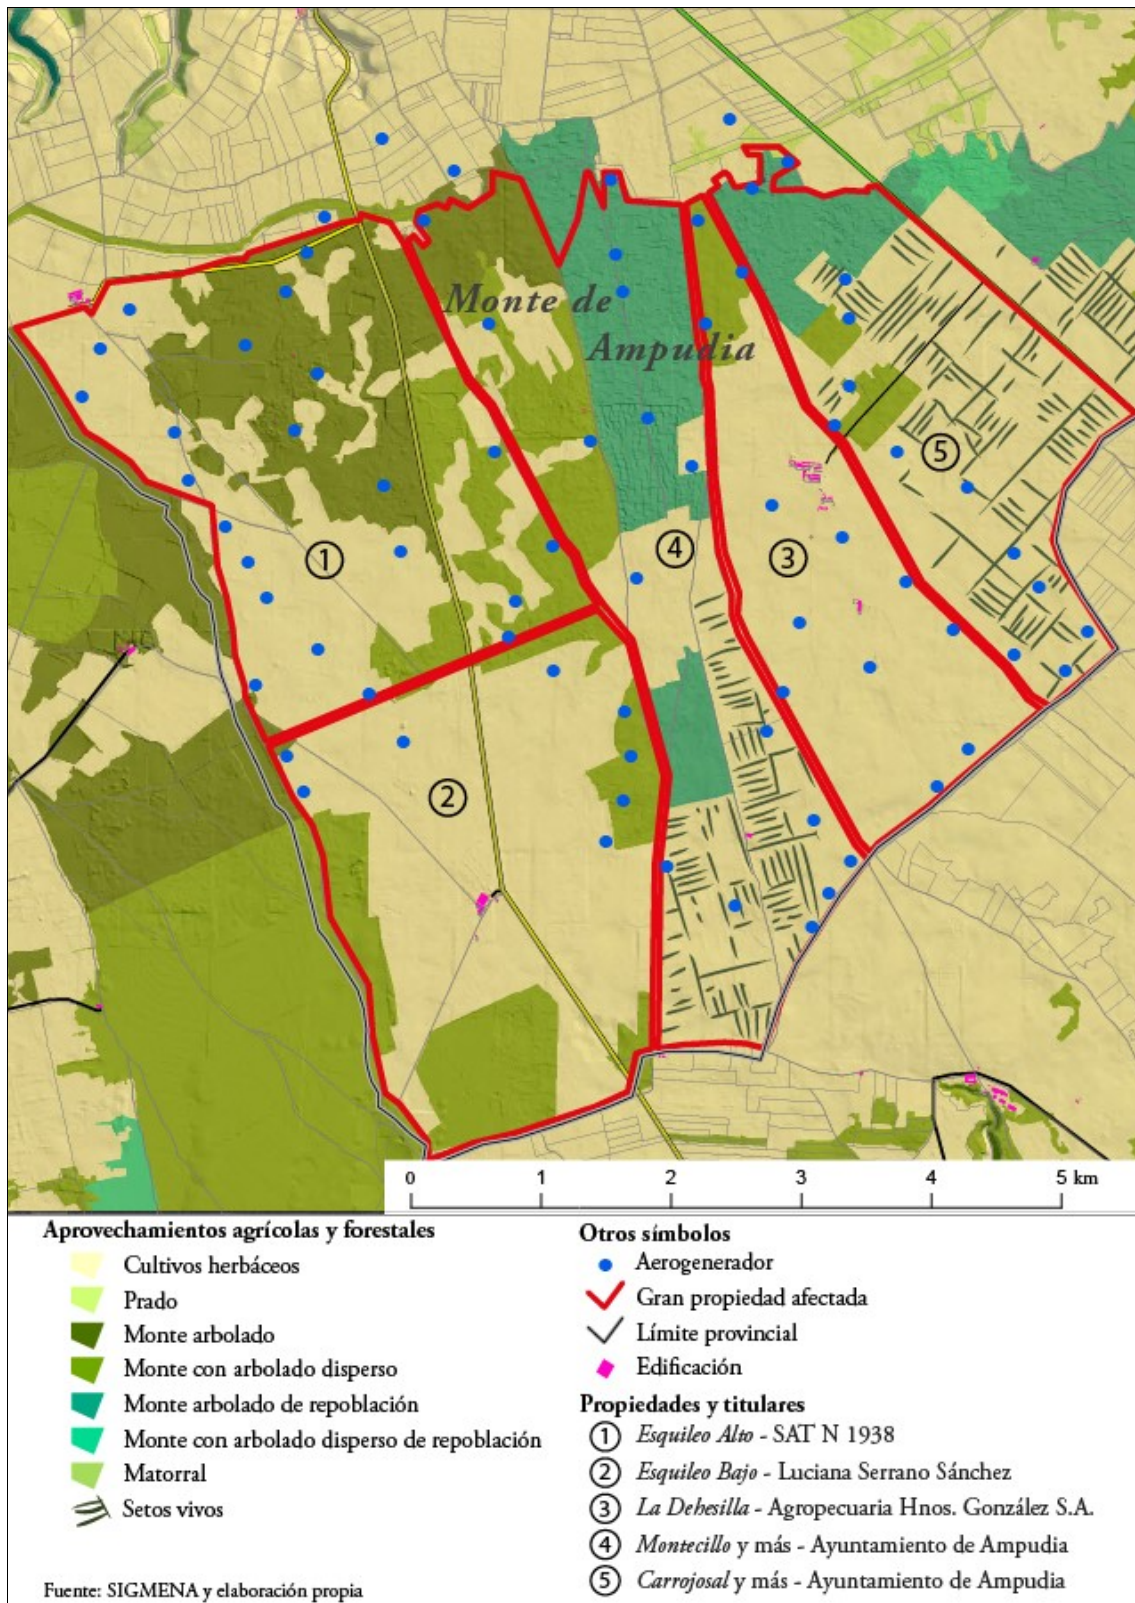 Monte de
Ampudia
1
2
3
4
5
0 1 2 3 4 5 km
Aprovechamientos agrícolas y forestales
Cultivos herbáceos
Prado
Monte arbolado
Monte con arbolado disperso
Monte arbolado de repoblación
Monte con arbolado disperso de repoblación
Matorral
Setos vivos
Fuente: SIGMENA y elaboración propia
Otros símbolos
Aerogenerador
Gran propiedad afectada
Límite provincial
Edificación
Propiedades y titulares
1 Esquileo Alto - SAT N 1938
2 Esquileo Bajo - Luciana Serrano Sánchez
3 La Dehesilla - Agropecuaria Hnos. González S.A.
4 Montecillo y más - Ayuntamiento de Ampudia
5 Carrojosal y más - Ayuntamiento de Ampudia